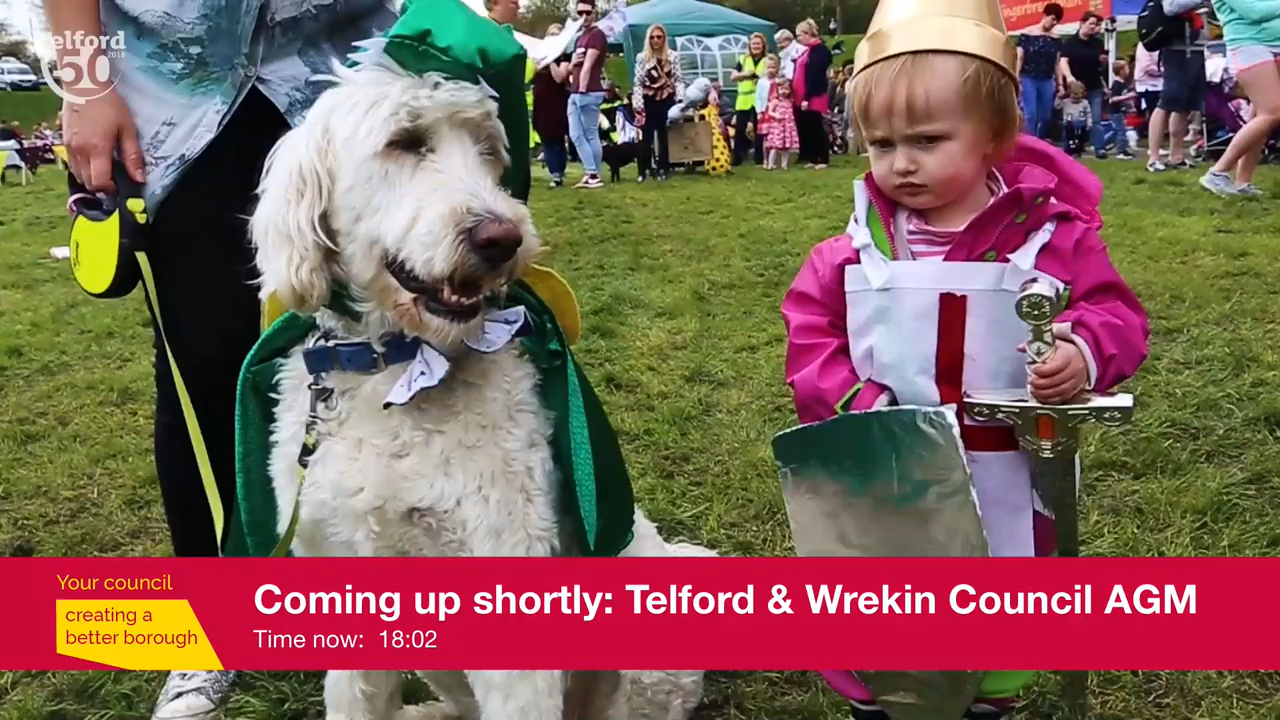 Telford
50
2018
Your council
creating a
better borough
Coming up shortly: Telford & Wrekin Council AGM
Time now: 18:02